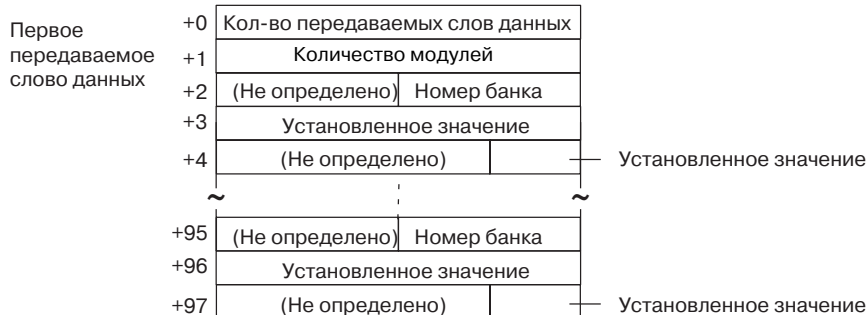 Первое
передаваемое
слово данных
+0 Кол-во передаваемых слов данных
+1 Количество модулей
+2 (Не определено) Номер банка
+3 Установленное значение
+4 (Не определено) Установленное значение
~ ~
+95 (Не определено) Номер банка
+96 Установленное значение
+97 (Не определено) Установленное значение